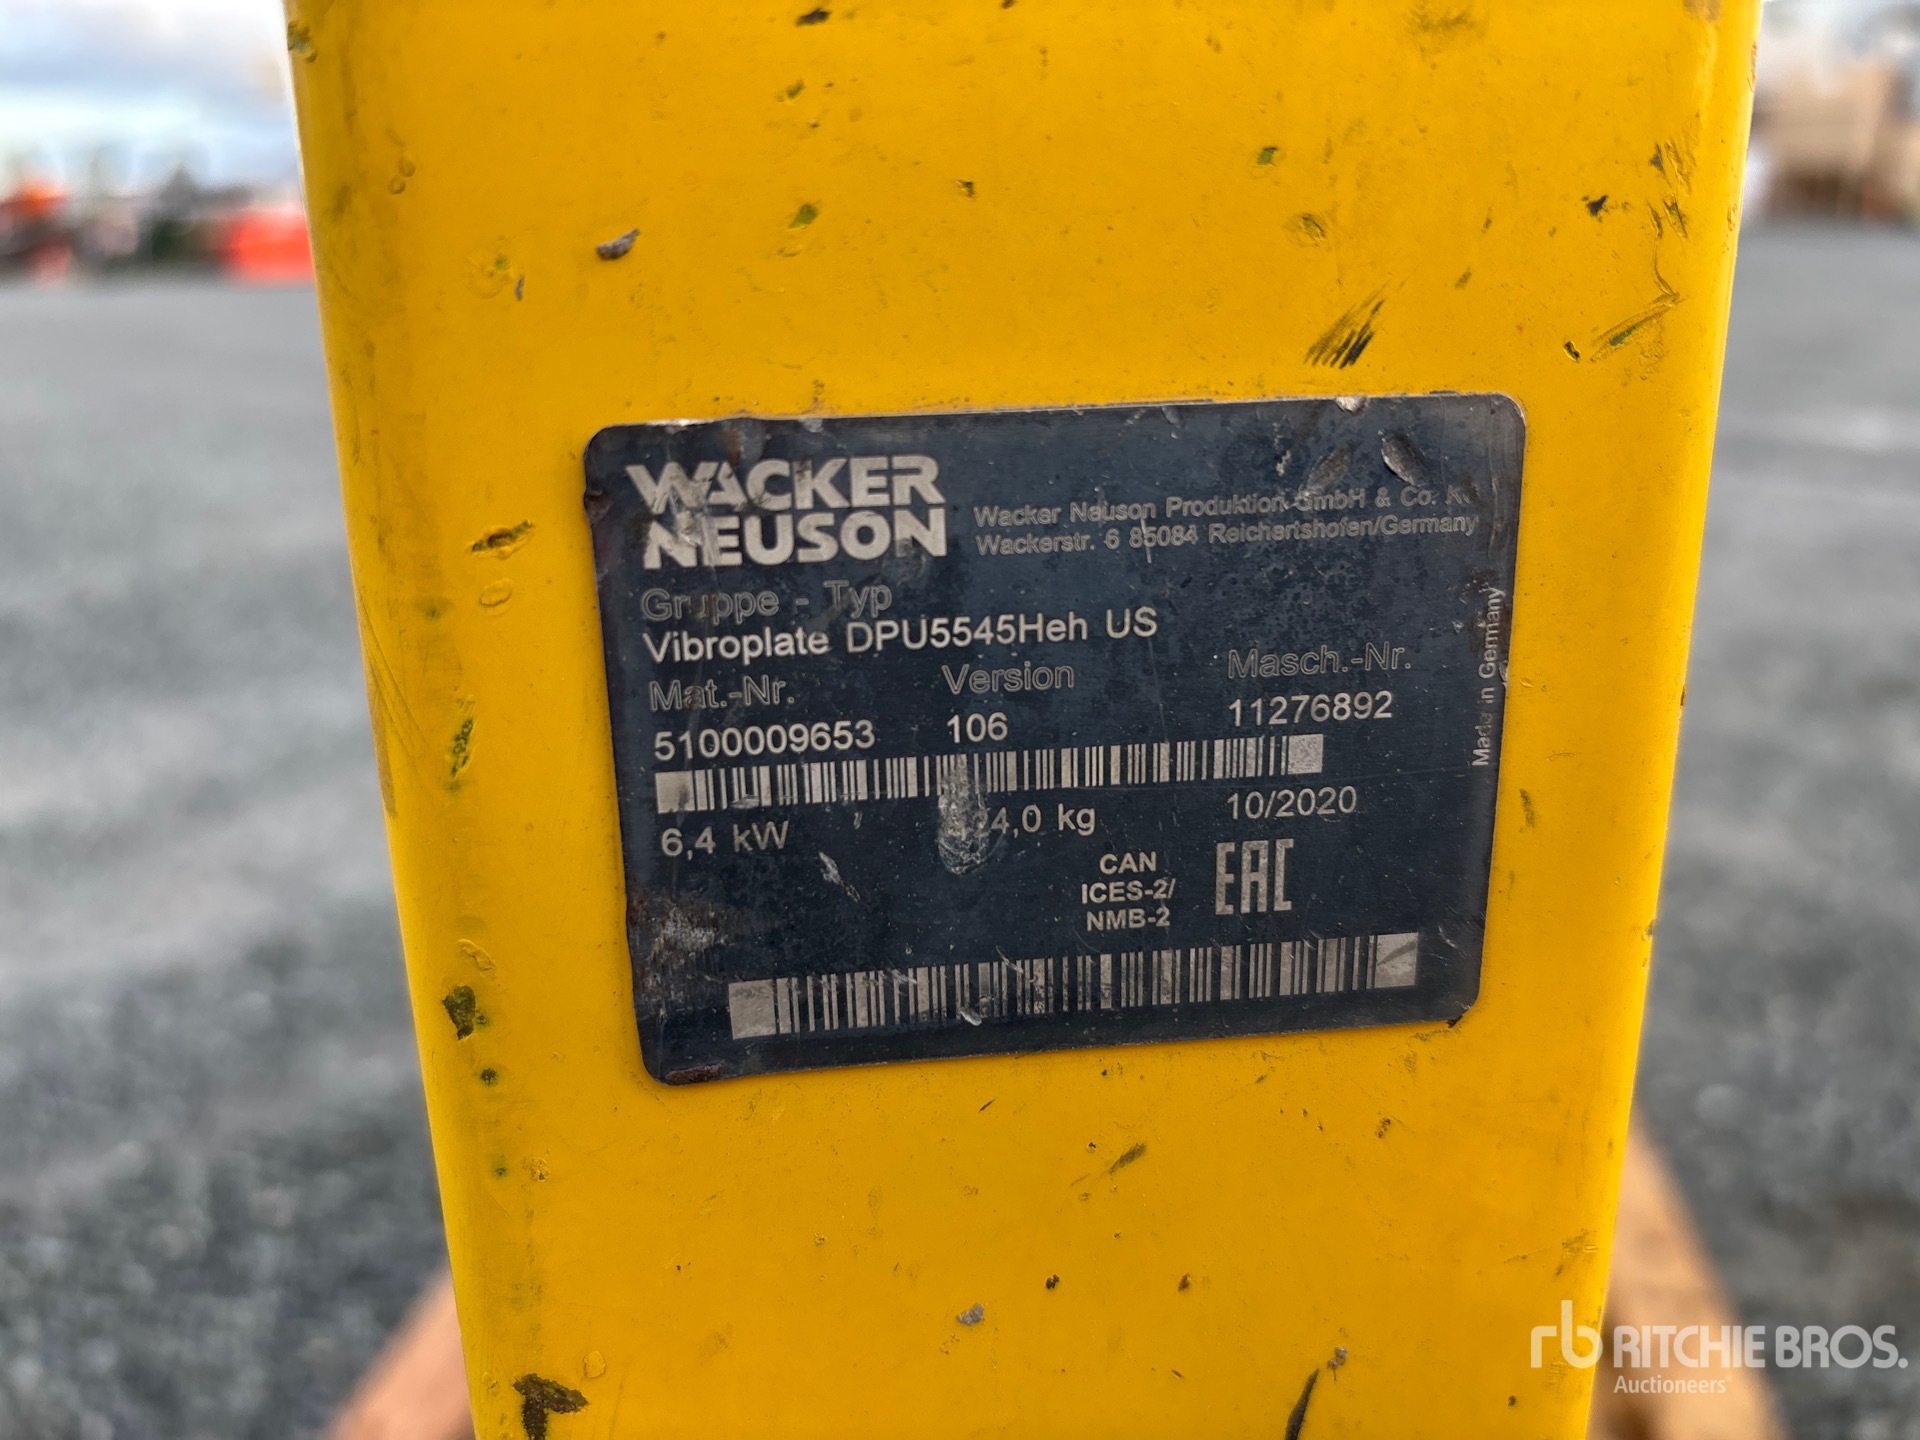 WACKER
NEUSON
Wacker Neuson Produktion GmbH & Co.
Wackerstr. 6 85084 Reichertshofen/Germany
Gruppe - Typ
Vibroplate DPU5545Heh US
Mat.-Nr. Version Masch.-Nr.
5100009653 106 11276892
6,4 kW kg 10/2020
CAN
ICES-2/
NMB-2
EAC
Made in Germany
rb RITCHIE BROS.
Auctioneers